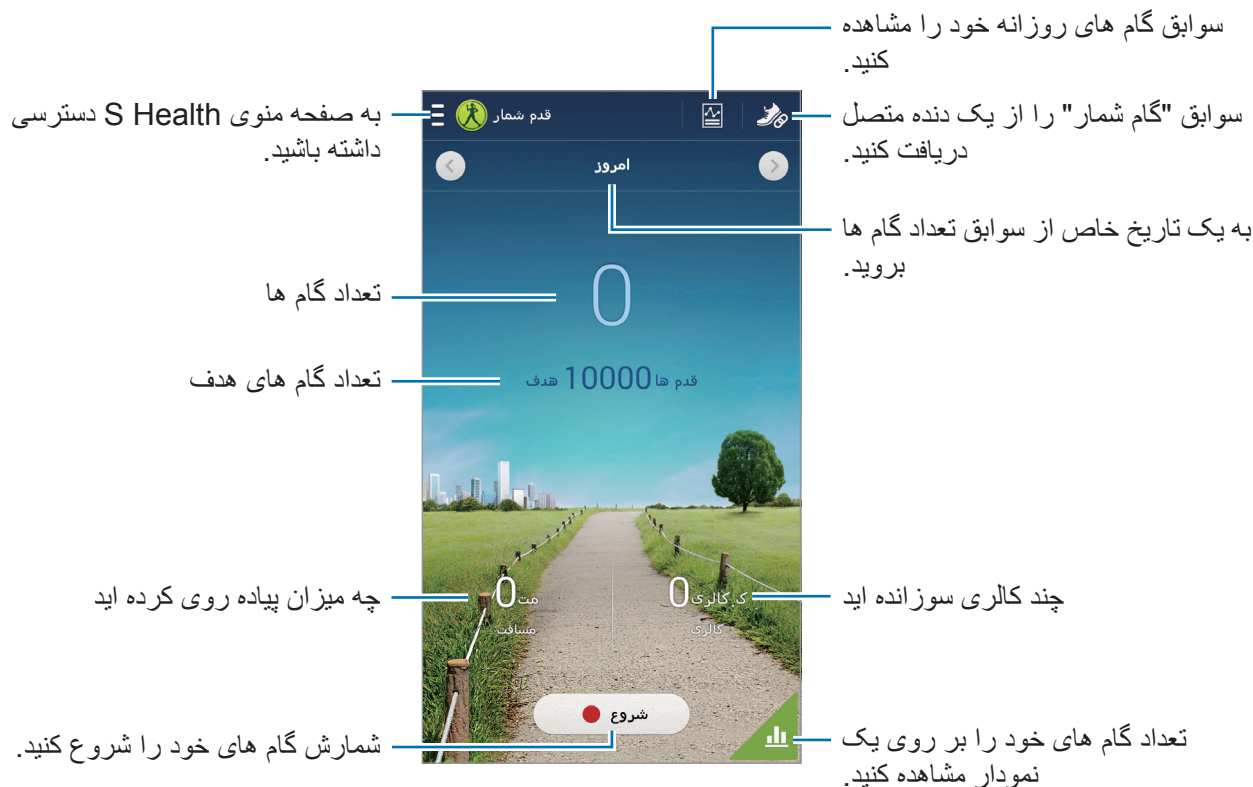 سوابق گام های روزانه خود را مشاهده
کنید.
سوابق "گام شمار" را از یک دنده متصل
دریافت کنید.
به یک تاریخ خاص از سوابق تعداد گام ها
بروید.
چند کالری سوزانده اید
تعداد گام های خود را بر روی یک
نمودار مشاهده کنید.
قدم شمار
امروز
0
قدم ها 10000 هدف
ک.کالری 0
کالری
مت 0
مسافت
شروع
به صفحه منوی S Health دسترسی
داشته باشید.
تعداد گام ها
تعداد گام های هدف
چه میزان پیاده روی کرده اید
شمارش گام های خود را شروع کنید.